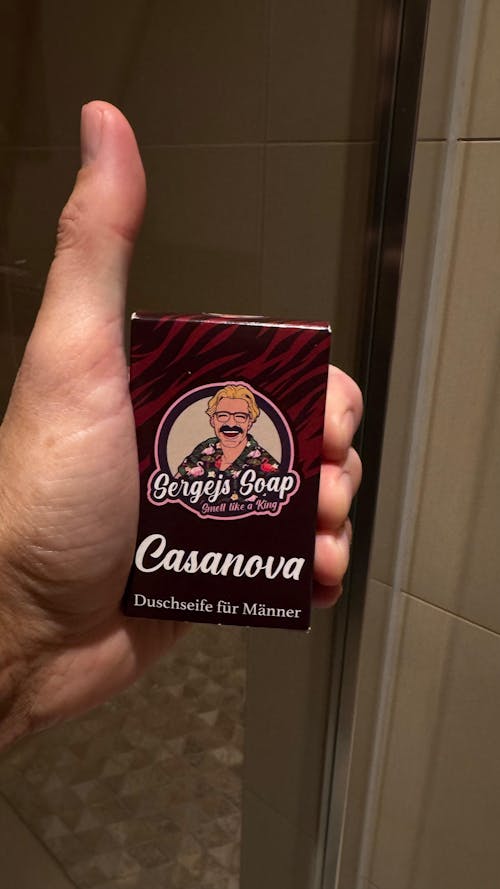 Sergejs Soap
Smell like a King
Casanova
Duschseife für Männer